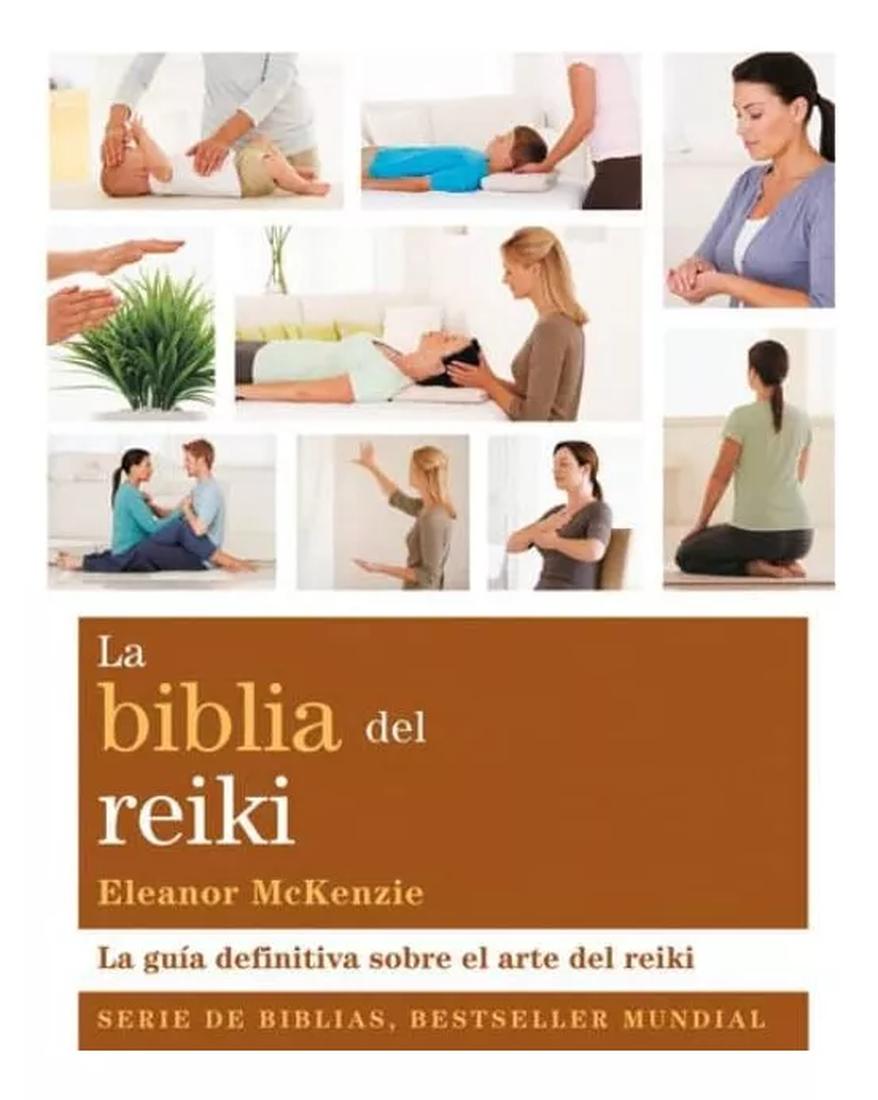 La
biblia del
reiki
Eleanor McKenzie
La guía definitiva sobre el arte del reiki
SERIE DE BIBLIAS, BESTSELLER MUNDIAL